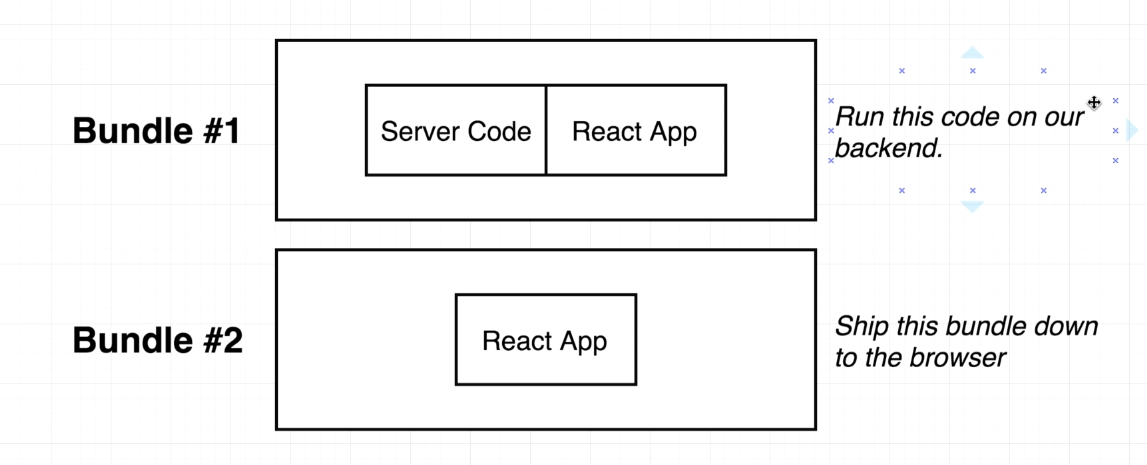 Bundle #1
Server Code
React App
Run this code on our
backend.
Bundle #2
React App
Ship this bundle down
to the browser